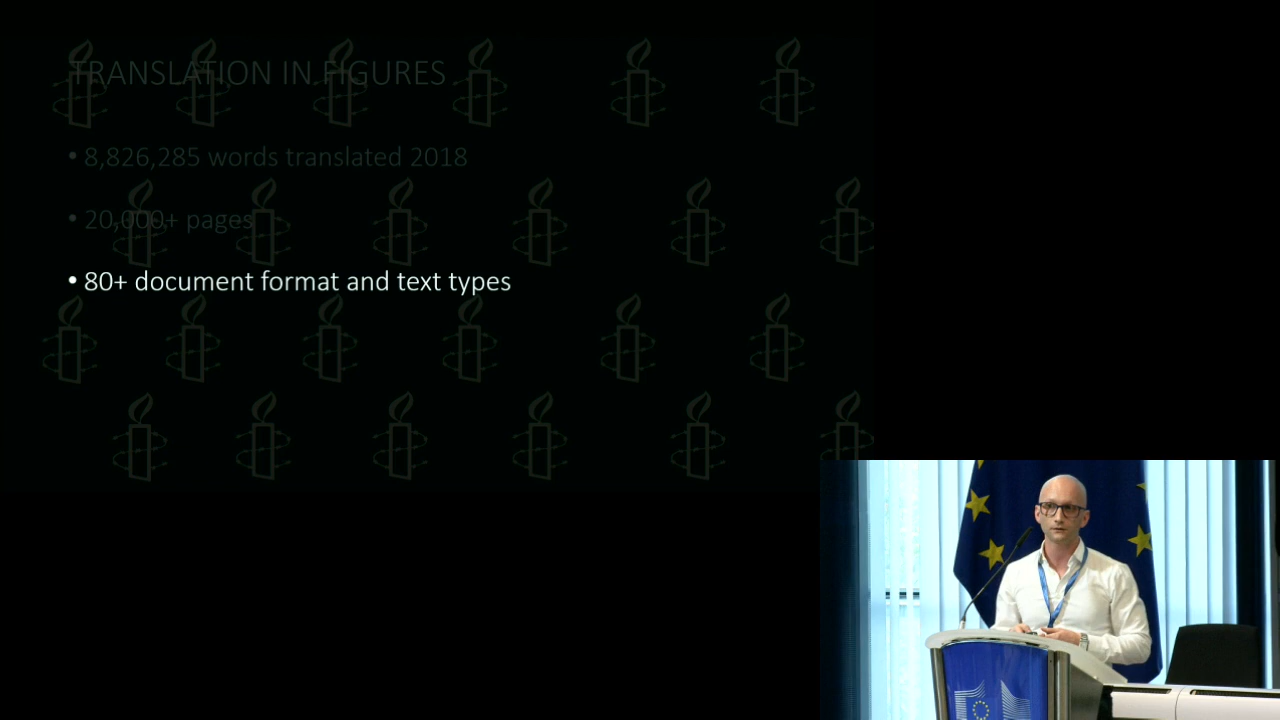 TRANSLATION IN FIGURES
• 8,826,285 words translated 2018
• 20,000+ pages
• 80+ document format and text types